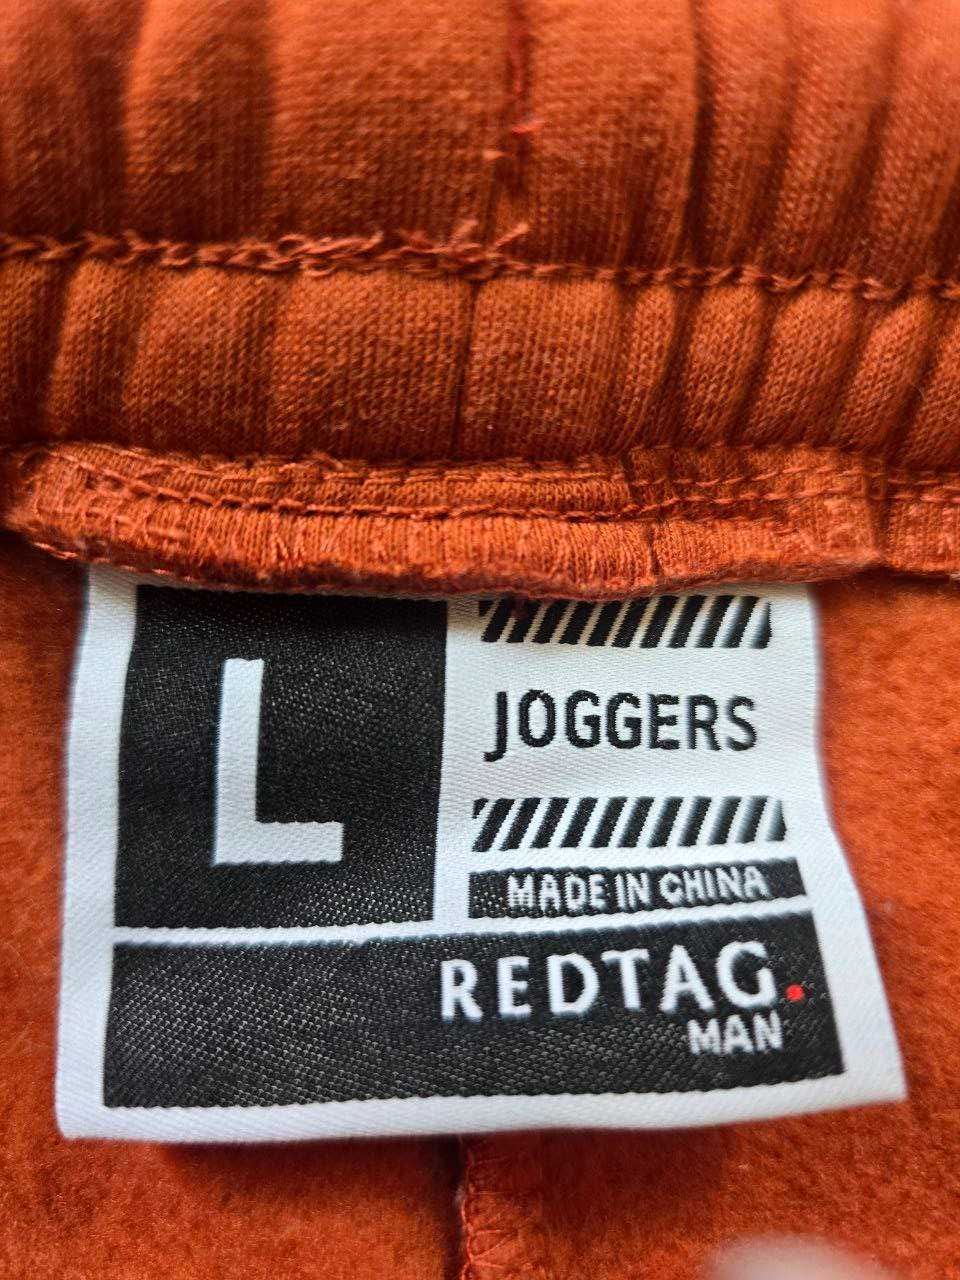 L
JOGGERS
MADE IN CHINA
REDTAG.
MAN